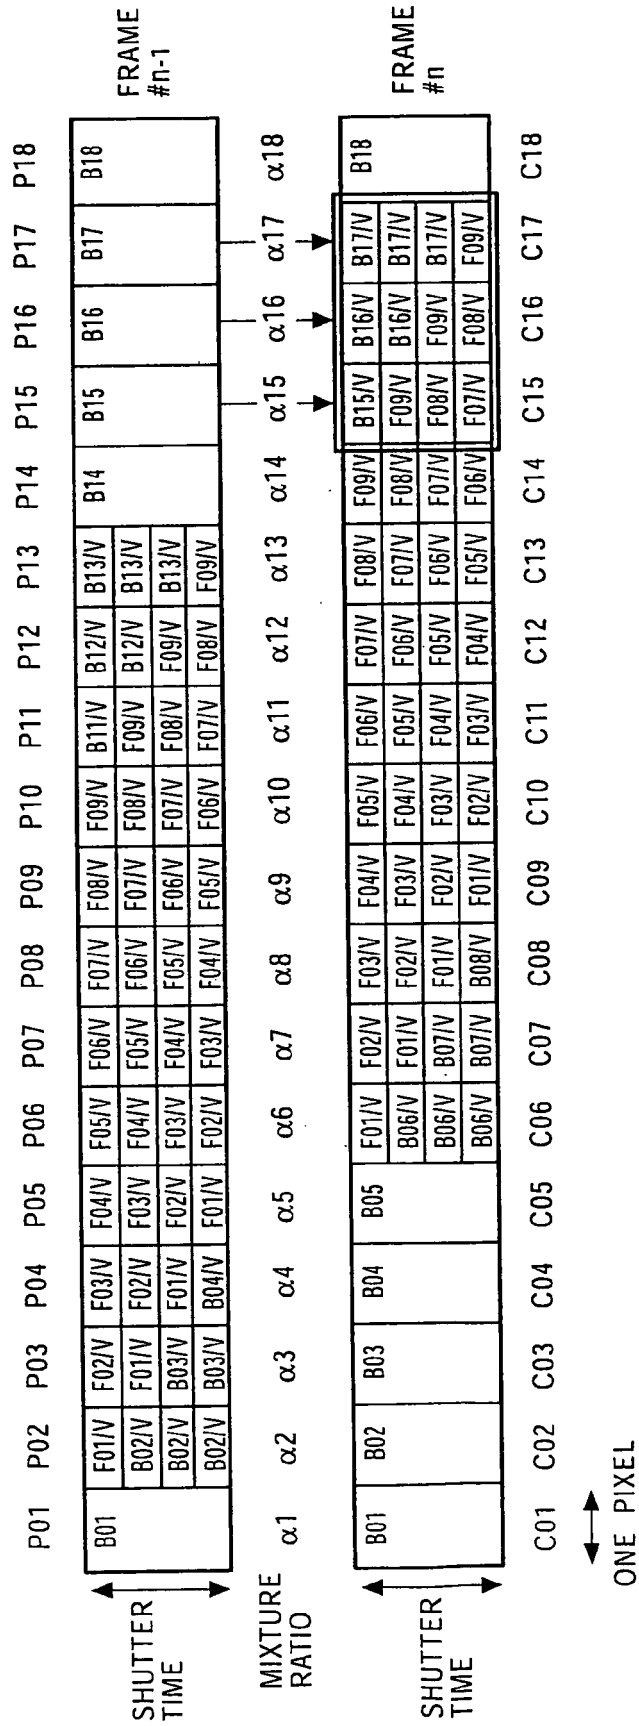 P01 P02 P03 P04 P05 P06 P07 P08 P09 P10 P11 P12 P13 P14 P15 P16 P17 P18
B01 F01/V F02/V F03/V F04/V F05/V F06/V F07/V F08/V F09/V B11/V B12/V B13/V B14 B15 B16 B17 B18
B02/V F01/V F02/V F03/V F04/V F05/V F06/V F07/V F08/V F09/V B12/V B13/V
B02/V B03/V F01/V F02/V F03/V F04/V F05/V F06/V F07/V F08/V F09/V B13/V
B02/V B03/V B04/V F01/V F02/V F03/V F04/V F05/V F06/V F07/V F08/V F09/V
SHUTTER
TIME
FRAME
#n-1
MIXTURE
RATIO
α1 α2 α3 α4 α5 α6 α7 α8 α9 α10 α11 α12 α13 α14 α15 α16 α17 α18
B01 B02 B03 B04 B05 F01/V F02/V F03/V F04/V F05/V F06/V F07/V F08/V F09/V B15/V B16/V B17/V B18
B06/V F01/V F02/V F03/V F04/V F05/V F06/V F07/V F08/V F09/V B16/V B17/V
B06/V B07/V F01/V F02/V F03/V F04/V F05/V F06/V F07/V F08/V F09/V B17/V
B06/V B07/V B08/V F01/V F02/V F03/V F04/V F05/V F06/V F07/V F08/V F09/V
SHUTTER
TIME
FRAME
#n
C01 C02 C03 C04 C05 C06 C07 C08 C09 C10 C11 C12 C13 C14 C15 C16 C17 C18
ONE PIXEL